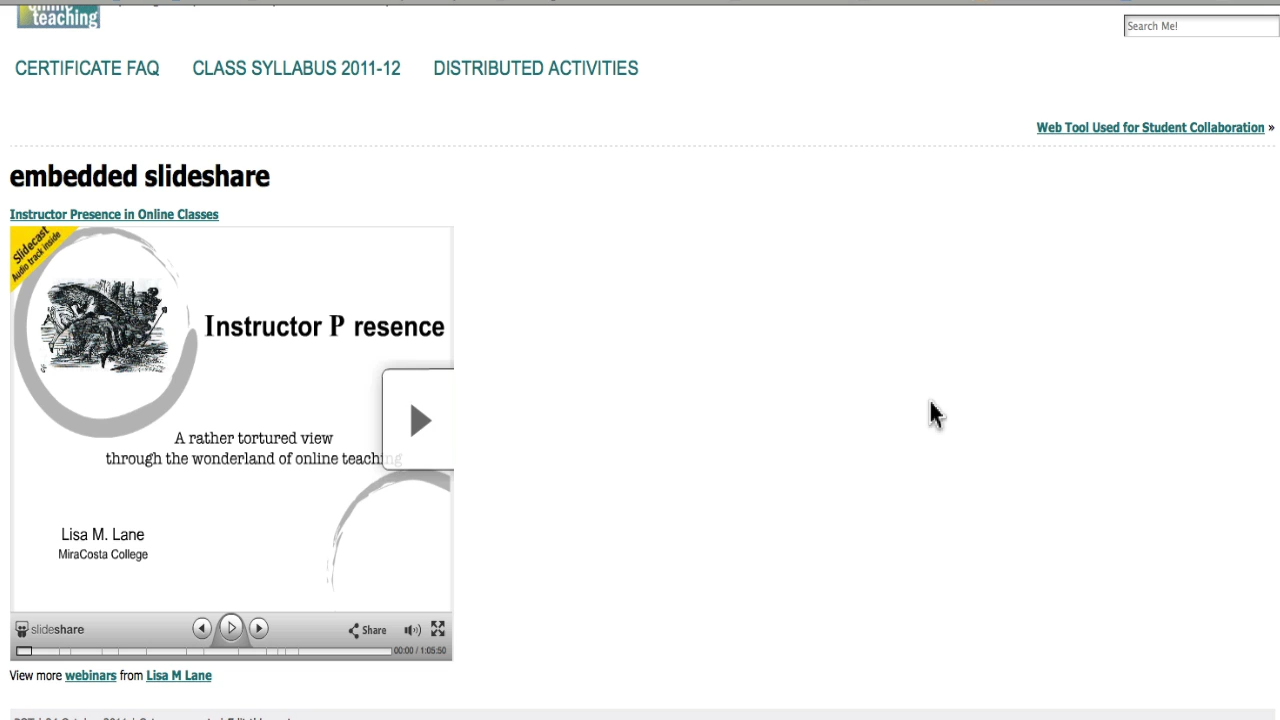 teaching
Search Me!
CERTIFICATE FAQ CLASS SYLLABUS 2011-12 DISTRIBUTED ACTIVITIES
Web Tool Used for Student Collaboration »
embedded slideshare
Instructor Presence in Online Classes
Slidecast
Audio track inside
Instructor P resence
A rather tortured view
through the wonderland of online teaching
Lisa M. Lane
MiraCosta College
slideshare Share
00:00 / 1:05:50
View more webinars from Lisa M Lane